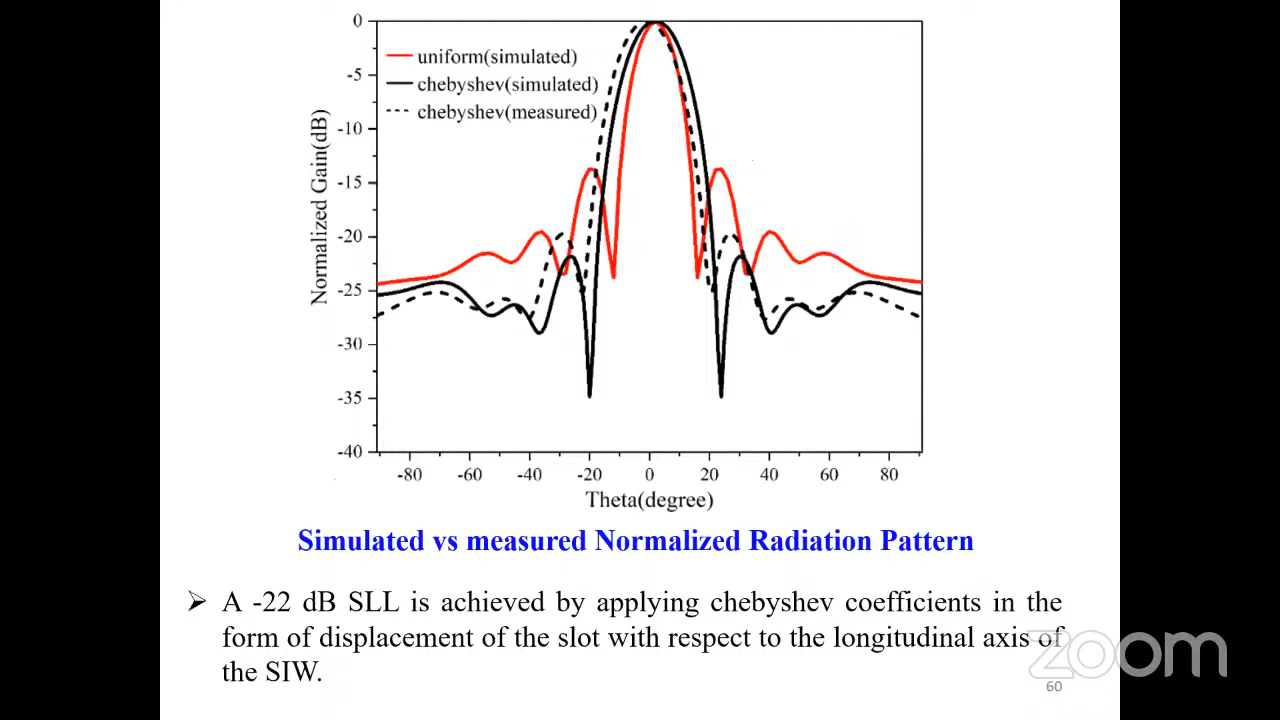 0
-5
-10
-15
-20
-25
-30
-35
-40
Normalized Gain(dB)
uniform(simulated)
chebyshev(simulated)
chebyshev(measured)
-80 -60 -40 -20 0 20 40 60 80
Theta(degree)
Simulated vs measured Normalized Radiation Pattern
➢ A -22 dB SLL is achieved by applying chebyshev coefficients in the
form of displacement of the slot with respect to the longitudinal axis of
the SIW.
zoom
60